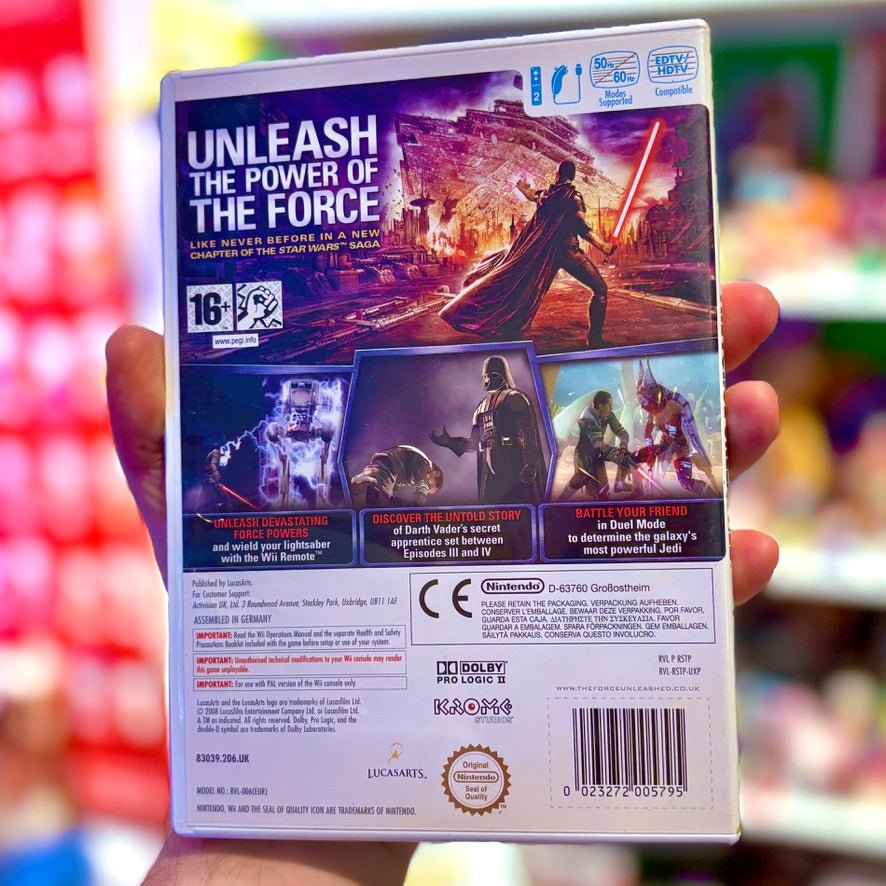 2
50Hz
60Hz
Modes
Supported
EDTV/
HDTV
Compatible
UNLEASH
THE POWER OF
THE FORCE
LIKE NEVER BEFORE IN A NEW
CHAPTER OF THE STAR WARS™ SAGA
16+
www.pegi.info
UNLEASH DEVASTATING
FORCE POWERS
and wield your lightsaber
with the Wii Remote™
DISCOVER THE UNTOLD STORY
of Darth Vader's secret
apprentice set between
Episodes III and IV
BATTLE YOUR FRIEND
in Duel Mode
to determine the galaxy's
most powerful Jedi
Published by LucasArts.
For Customer Support:
Activision UK, Ltd. 3 Roundwood Avenue, Stockley Park, Uxbridge, UB11 1AF.
ASSEMBLED IN GERMANY
IMPORTANT: Read the Wii Operations Manual and the separate Health and Safety
Precautions Booklet included with the game before setup or use of your system.
IMPORTANT: Unauthorised technical modifications to your Wii console may render
this game unplayable.
IMPORTANT: For use with PAL version of the Wii console only.
LucasArts and the LucasArts logo are trademarks of Lucasfilm Ltd.
© 2008 Lucasfilm Entertainment Company Ltd. or Lucasfilm Ltd.
& TM as indicated. All rights reserved. Dolby, Pro Logic, and the
double-D symbol are trademarks of Dolby Laboratories.
83039.206.UK
MODEL NO.: RVL-006(EUR)
NINTENDO, Wii AND THE SEAL OF QUALITY ICON ARE TRADEMARKS OF NINTENDO.
CE
Nintendo® D-63760 Großostheim
PLEASE RETAIN THE PACKAGING. VERPACKUNG AUFHEBEN.
CONSERVER L'EMBALLAGE. BEWAAR DEZE VERPAKKING. POR FAVOR,
GUARDA ESTA CAJA. ΔΙΑΤΗΡΗΣΤΕ ΤΗΝ ΣΥΣΚΕΥΑΣΙΑ. FAVOR
GUARDAR A EMBALAGEM. SPARA FÖRPACKNINGEN. GEM EMBALLAGEN.
SÄILYTÄ PAKKAUS. CONSERVA QUESTO INVOLUCRO.
DOLBY
PRO LOGIC II
KROME
STUDIOS
LUCASARTS™
Original
Nintendo
Seal of
Quality
TM
RVL P RSTP
RVL-RSTP-UXP
WWW.THEFORCEUNLEASHED.CO.UK
0 023272 005795